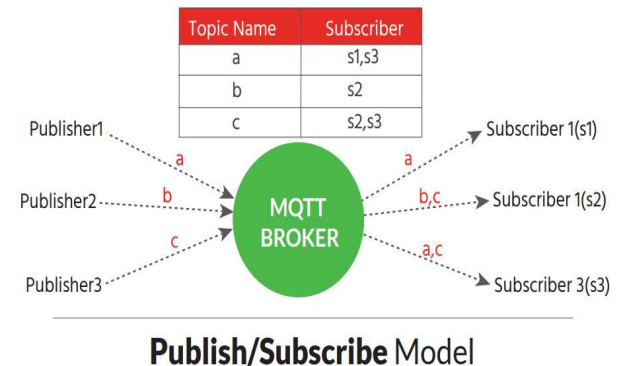 Topic Name Subscriber
a s1,s3
b s2
c s2,s3
Publisher1 a a Subscriber 1(s1)
Publisher2 b MQTT BROKER b,c Subscriber 1(s2)
Publisher3 c a,c Subscriber 3(s3)
Publish/Subscribe Model